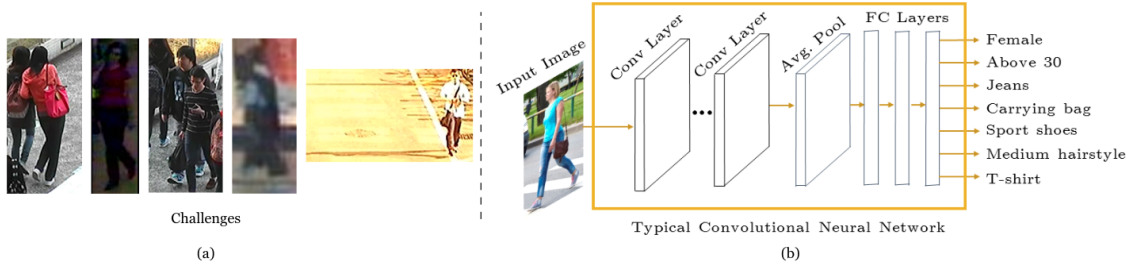 Challenges
(a)
Input Image
Conv Layer
Conv Layer
Avg. Pool
FC Layers
Female
Above 30
Jeans
Carrying bag
Sport shoes
Medium hairstyle
T-shirt
Typical Convolutional Neural Network
(b)